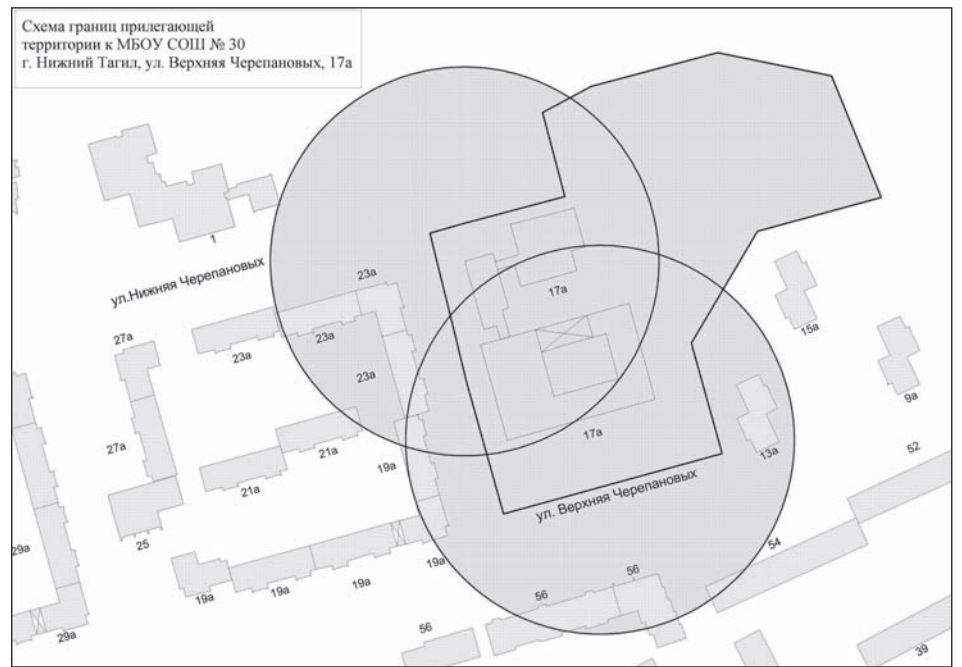 Схема границ прилегающей
территории к МБОУ СОШ № 30
г. Нижний Тагил, ул. Верхняя Черепановых, 17а
1
ул.Нижняя Черепановых
23а
17а
15а
27а
23а
23а
23а
9а
27а
21а
21а
19а
17а
13а
52
ул. Верхняя Черепановых
25
29а
19а
19а
19а
19а
54
56
56
56
29а
39